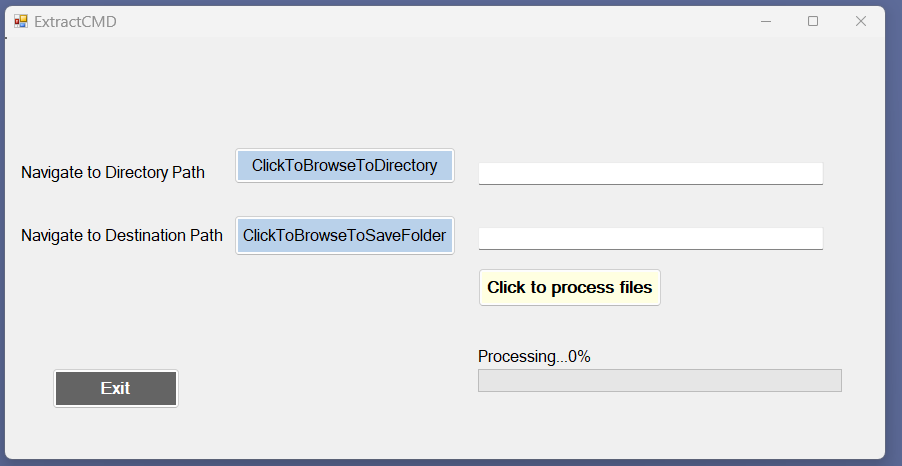 ExtractCMD
Navigate to Directory Path
ClickToBrowseToDirectory
Navigate to Destination Path
ClickToBrowseToSaveFolder
Click to process files
Processing...0%
Exit